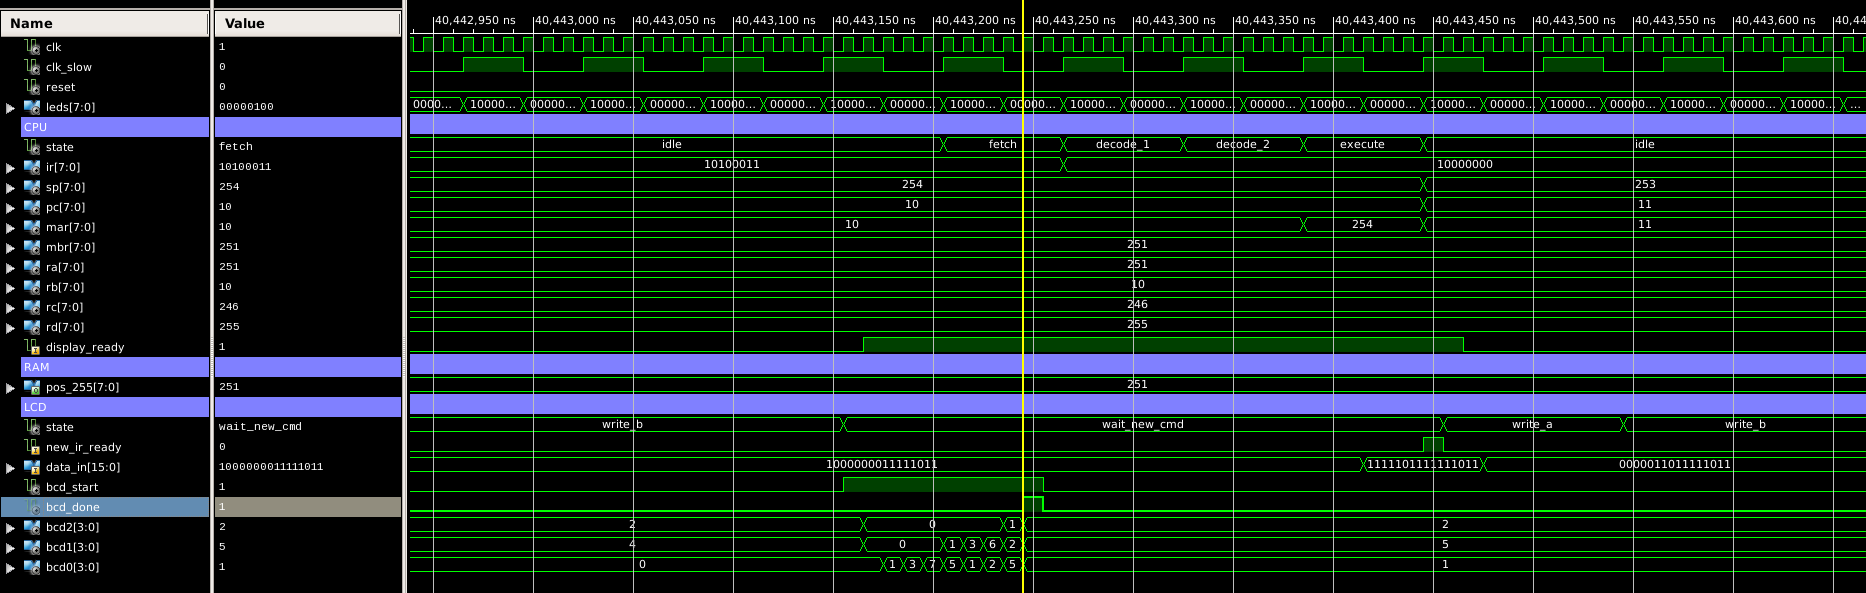 Name Value 40,442,950 ns 40,443,000 ns 40,443,050 ns 40,443,100 ns 40,443,150 ns 40,443,200 ns 40,443,250 ns 40,443,300 ns 40,443,350 ns 40,443,400 ns 40,443,450 ns 40,443,500 ns 40,443,550 ns 40,443,600 ns 40,44
clk 1
clk_slow 0
reset 0
leds[7:0] 00000100 0000... 10000... 00000... 10000... 00000... 10000... 00000... 10000... 00000... 10000... 00000... 10000... 00000... 10000... 00000... 10000... 00000... 10000... 00000... 10000... 00000... 10000... 00000... 10000... ...
CPU
state fetch idle fetch decode_1 decode_2 execute idle
ir[7:0] 10100011 10100011 10000000
sp[7:0] 254 254 253
pc[7:0] 10 10 11
mar[7:0] 10 10 254 11
mbr[7:0] 251 251
ra[7:0] 251 251
rb[7:0] 10 10
rc[7:0] 246 246
rd[7:0] 255 255
display_ready 1
RAM
pos_255[7:0] 251 251
LCD
state wait_new_cmd write_b wait_new_cmd write_a write_b
new_ir_ready 0
data_in[15:0] 1000000011111011 1000000011111011 1111101111111011 0000011011111011
bcd_start 1
bcd_done 1
bcd2[3:0] 2 2 0 1 2
bcd1[3:0] 5 4 0 1 3 6 2 5
bcd0[3:0] 1 0 1 3 7 5 1 2 5 1